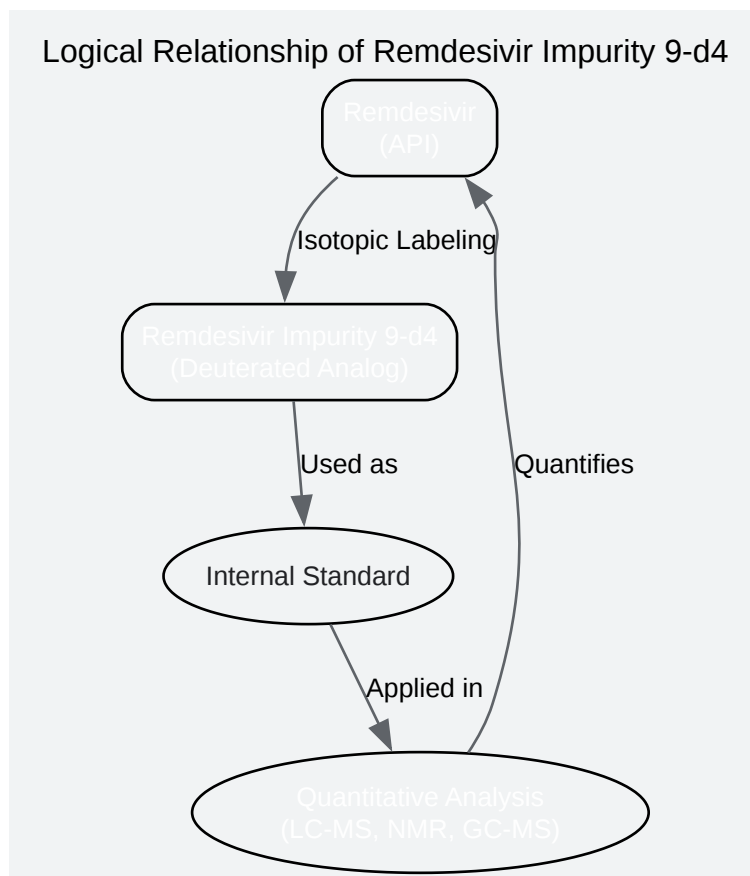 Logical Relationship of Remdesivir Impurity 9-d4
Remdesivir
(API)
Isotopic Labeling
Remdesivir Impurity 9-d4
(Deuterated Analog)
Used as
Quantifies
Internal Standard
Applied in
Quantitative Analysis
(LC-MS, NMR, GC-MS)